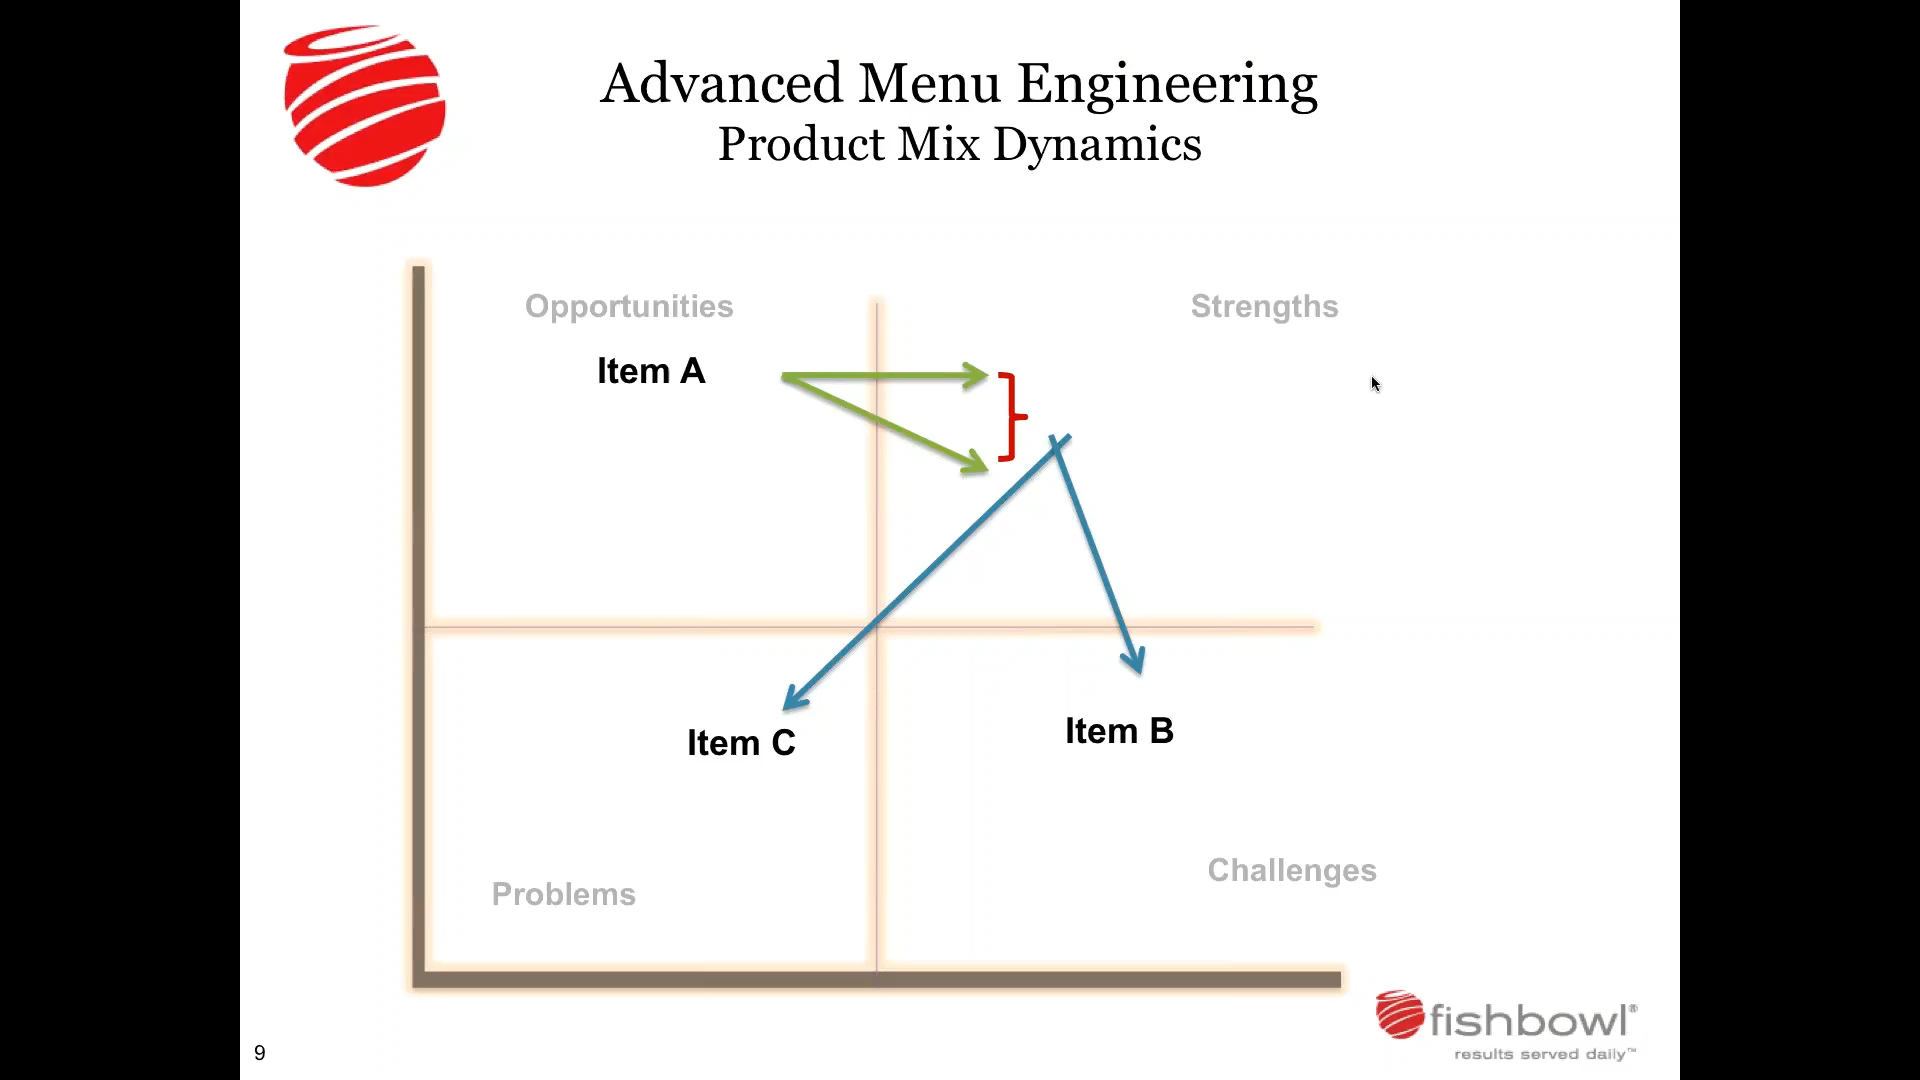 Advanced Menu Engineering
Product Mix Dynamics
Opportunities
Strengths
Item A
Item C
Item B
Problems
Challenges
fishbowl®
results served daily™
9